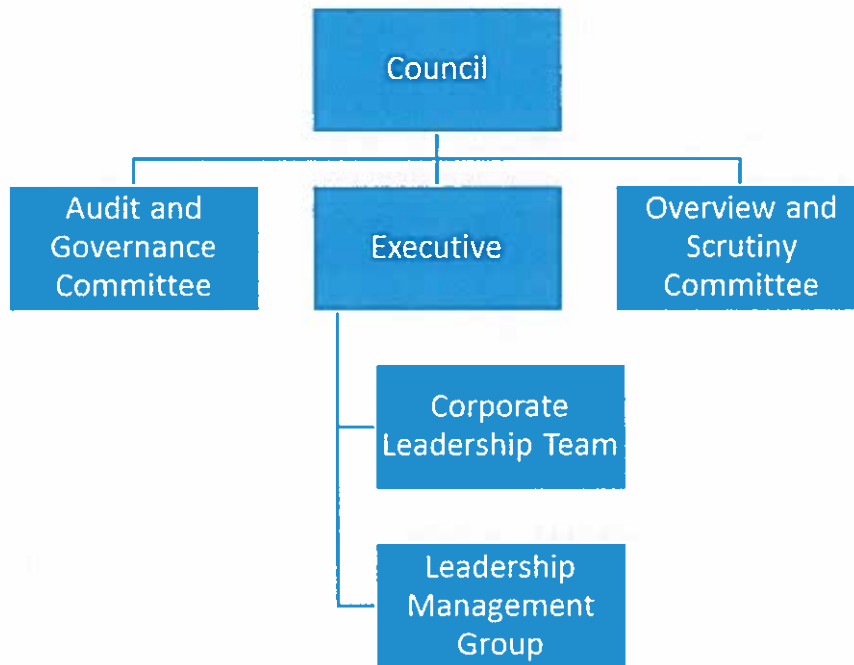 Council
Audit and
Governance
Committee
Executive
Overview and
Scrutiny
Committee
Corporate
Leadership Team
Leadership
Management
Group